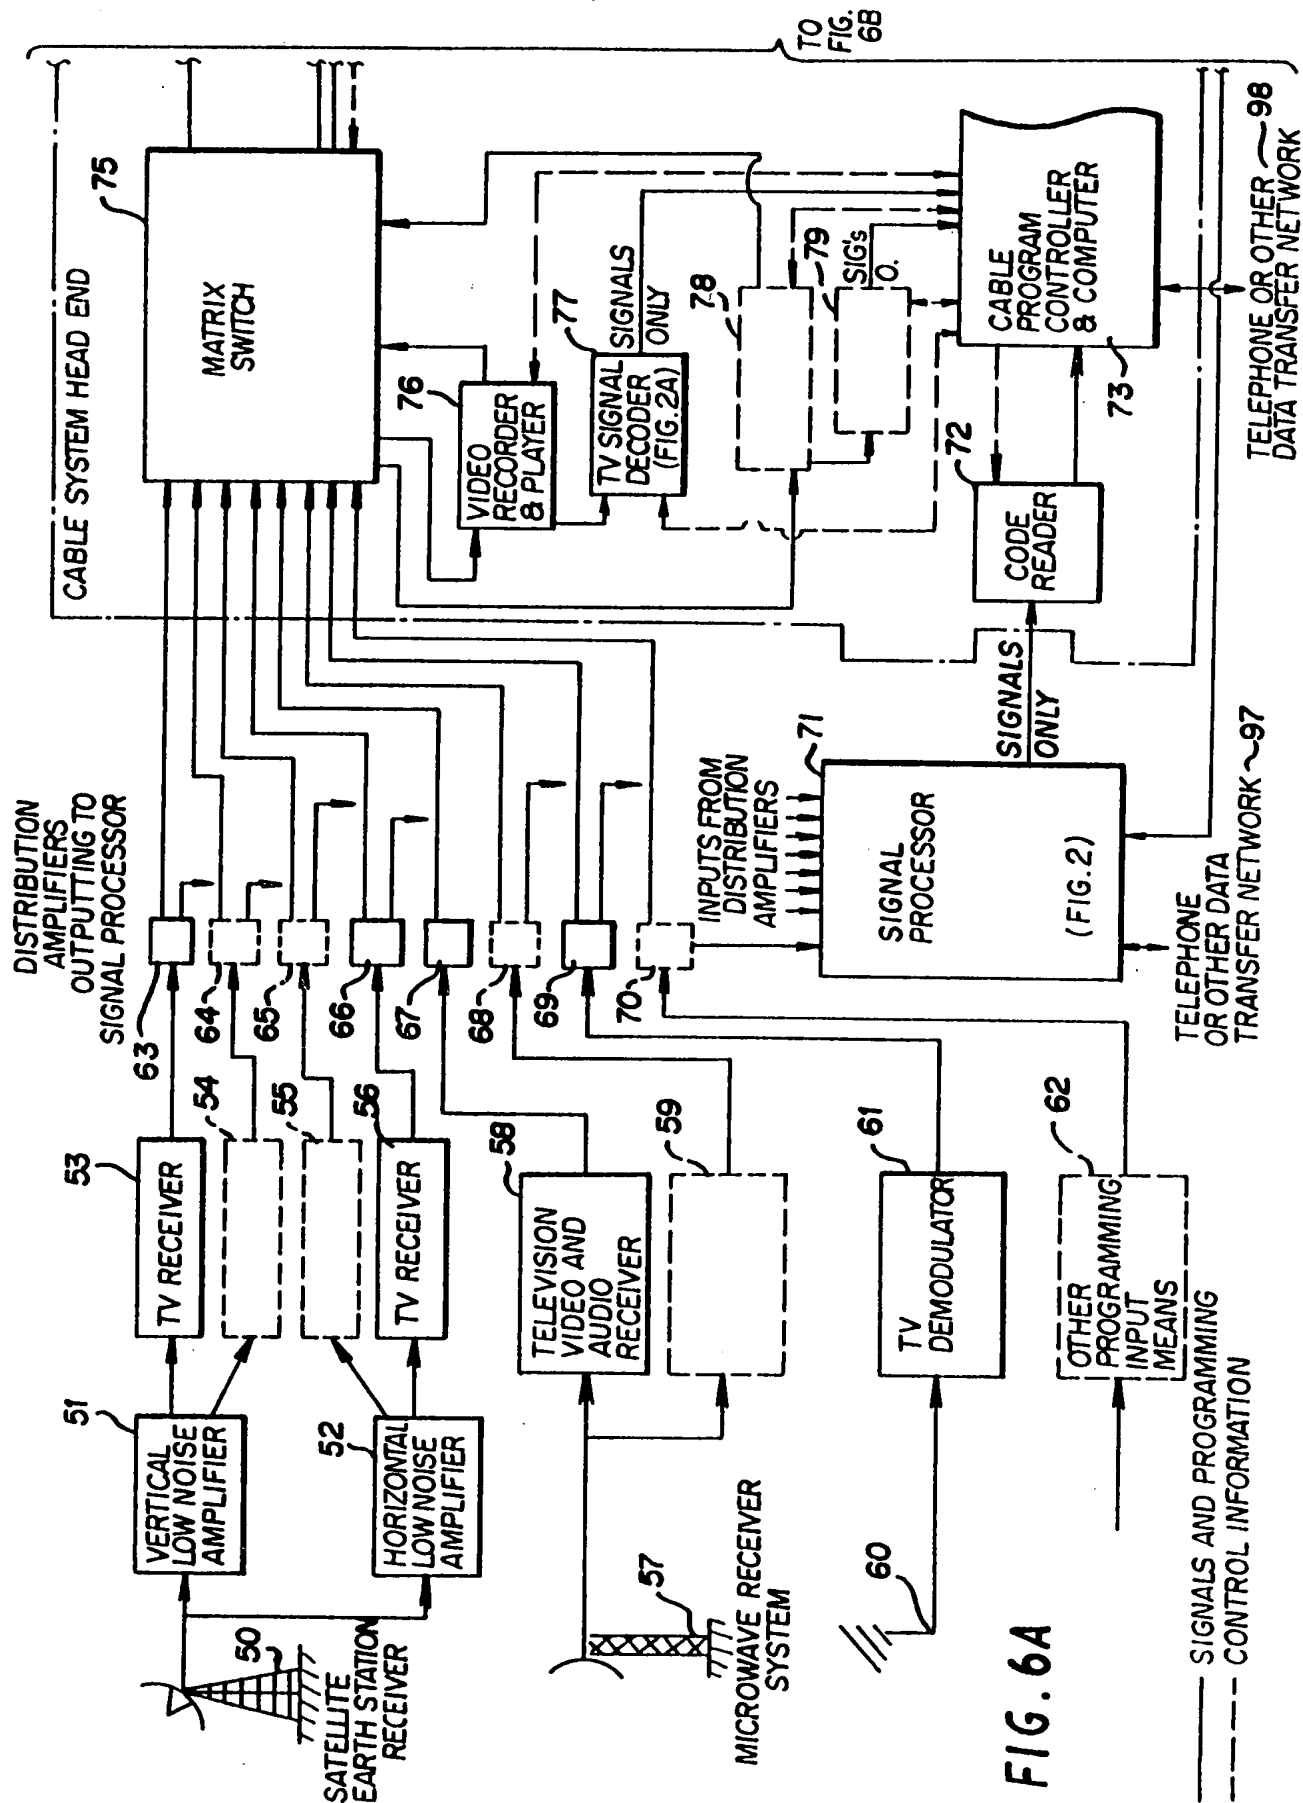 CABLE SYSTEM HEAD END
TO
FIG.
6B
75
MATRIX
SWITCH
76
VIDEO
RECORDER
& PLAYER
77
TV SIGNAL
DECODER
(FIG. 2A)
SIGNALS
ONLY
78
79
SIG's
O.
CABLE
PROGRAM
CONTROLLER
& COMPUTER
73
72
CODE
READER
TELEPHONE OR OTHER
DATA TRANSFER NETWORK
98
DISTRIBUTION
AMPLIFIERS
OUTPUTTING TO
SIGNAL PROCESSOR
63
64
65
66
67
68
69
70
INPUTS FROM
DISTRIBUTION
AMPLIFIERS
71
SIGNAL
PROCESSOR
(FIG. 2)
SIGNALS
ONLY
TELEPHONE
OR OTHER DATA
TRANSFER NETWORK
97
53
TV RECEIVER
54
55
56
TV RECEIVER
51
VERTICAL
LOW NOISE
AMPLIFIER
52
HORIZONTAL
LOW NOISE
AMPLIFIER
50
SATELLITE
EARTH STATION
RECEIVER
58
TELEVISION
VIDEO AND
AUDIO
RECEIVER
59
57
MICROWAVE RECEIVER
SYSTEM
61
TV
DEMODULATOR
60
62
OTHER
PROGRAMMING
INPUT
MEANS
FIG. 6A
SIGNALS AND PROGRAMMING
CONTROL INFORMATION